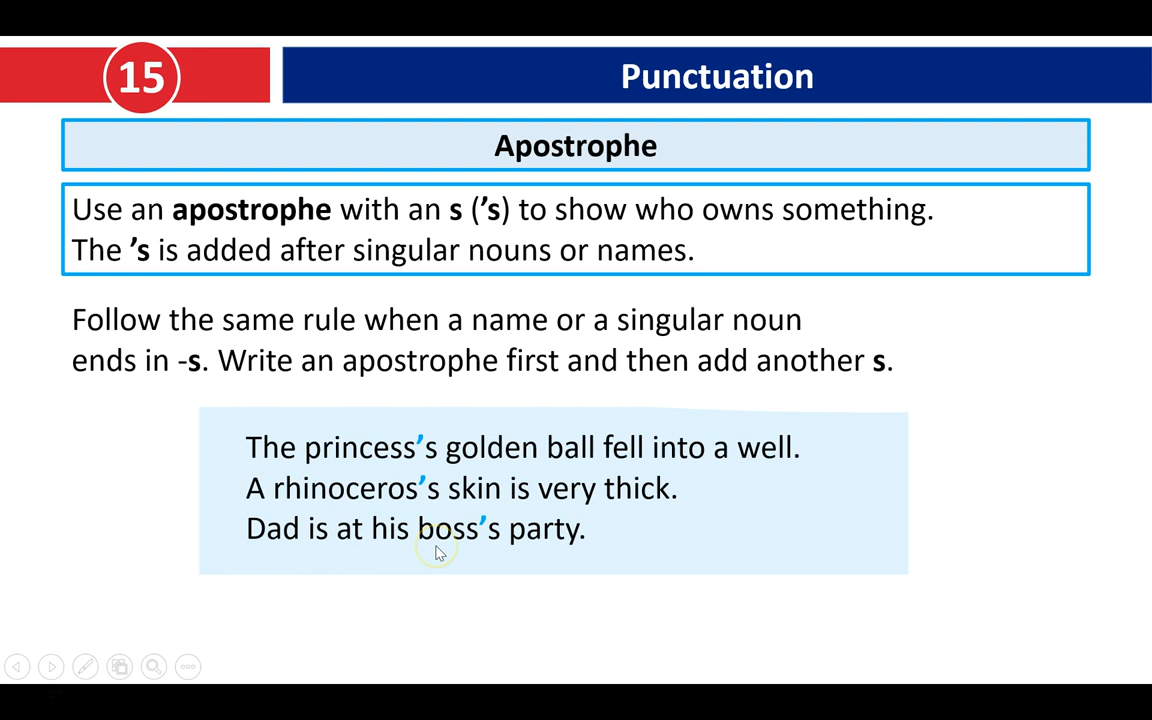 15
Punctuation
Apostrophe
Use an apostrophe with an s (’s) to show who owns something.
The ’s is added after singular nouns or names.
Follow the same rule when a name or a singular noun
ends in -s. Write an apostrophe first and then add another s.
The princess’s golden ball fell into a well.
A rhinoceros’s skin is very thick.
Dad is at his boss’s party.